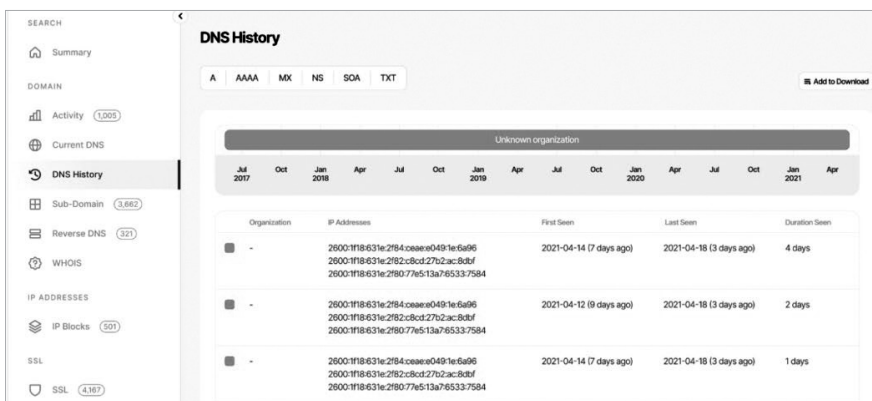 SEARCH
Summary
DOMAIN
Activity 1,005
Current DNS
DNS History
Sub-Domain 3,662
Reverse DNS 321
WHOIS
IP ADDRESSES
IP Blocks 501
SSL
SSL 4,167
DNS History
A AAAA MX NS SOA TXT
Add to Download
Unknown organization
Jul 2017 Oct Jan 2018 Apr Jul Oct Jan 2019 Apr Jul Oct Jan 2020 Apr Jul Oct Jan 2021 Apr
Organization IP Addresses First Seen Last Seen Duration Seen
- 2600:1f18:631e:2f84:ceae:e049:1e:6a96 2021-04-14 (7 days ago) 2021-04-18 (3 days ago) 4 days
2600:1f18:631e:2f82:c8cd:27b2:ac:8dbf
2600:1f18:631e:2f80:77e5:13a7:6533:7584
- 2600:1f18:631e:2f84:ceae:e049:1e:6a96 2021-04-12 (9 days ago) 2021-04-18 (3 days ago) 2 days
2600:1f18:631e:2f82:c8cd:27b2:ac:8dbf
2600:1f18:631e:2f80:77e5:13a7:6533:7584
- 2600:1f18:631e:2f84:ceae:e049:1e:6a96 2021-04-14 (7 days ago) 2021-04-18 (3 days ago) 1 days
2600:1f18:631e:2f82:c8cd:27b2:ac:8dbf
2600:1f18:631e:2f80:77e5:13a7:6533:7584